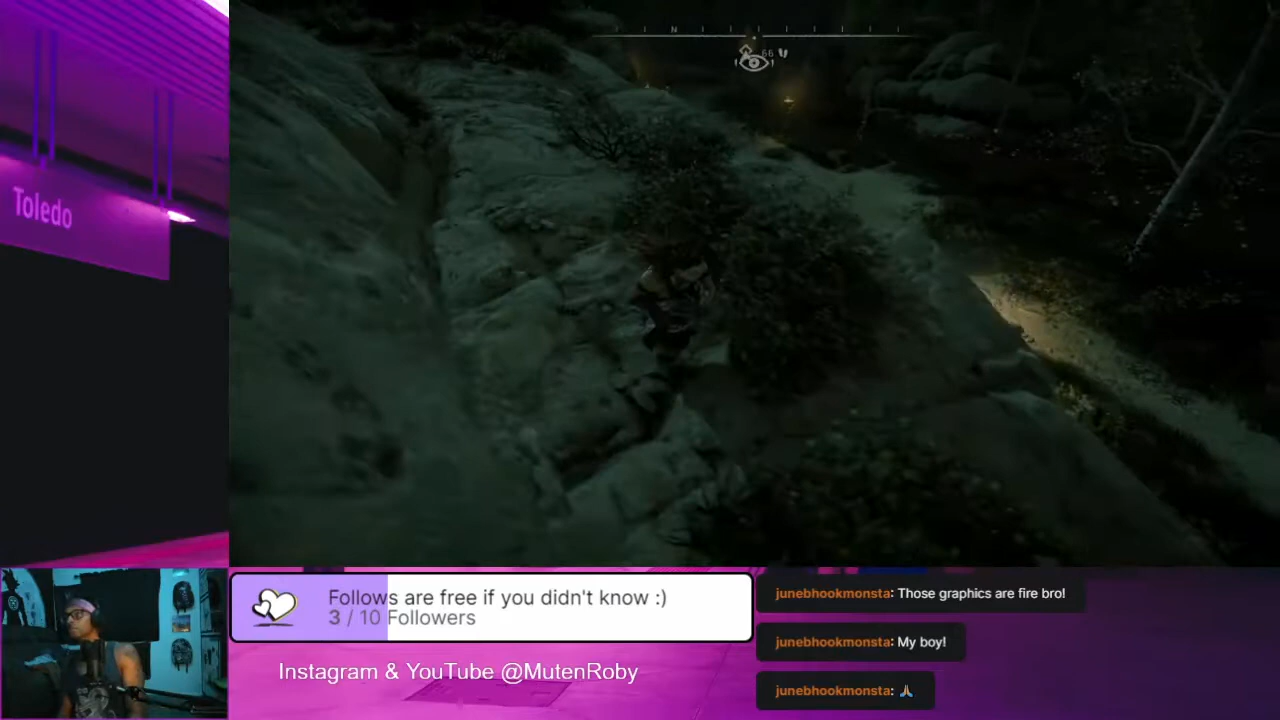 N
66
Toledo
Follows are free if you didn't know :)
3 / 10 Followers
Instagram & YouTube @MutenRoby
junebhookmonsta: Those graphics are fire bro!
junebhookmonsta: My boy!
junebhookmonsta: 🙏